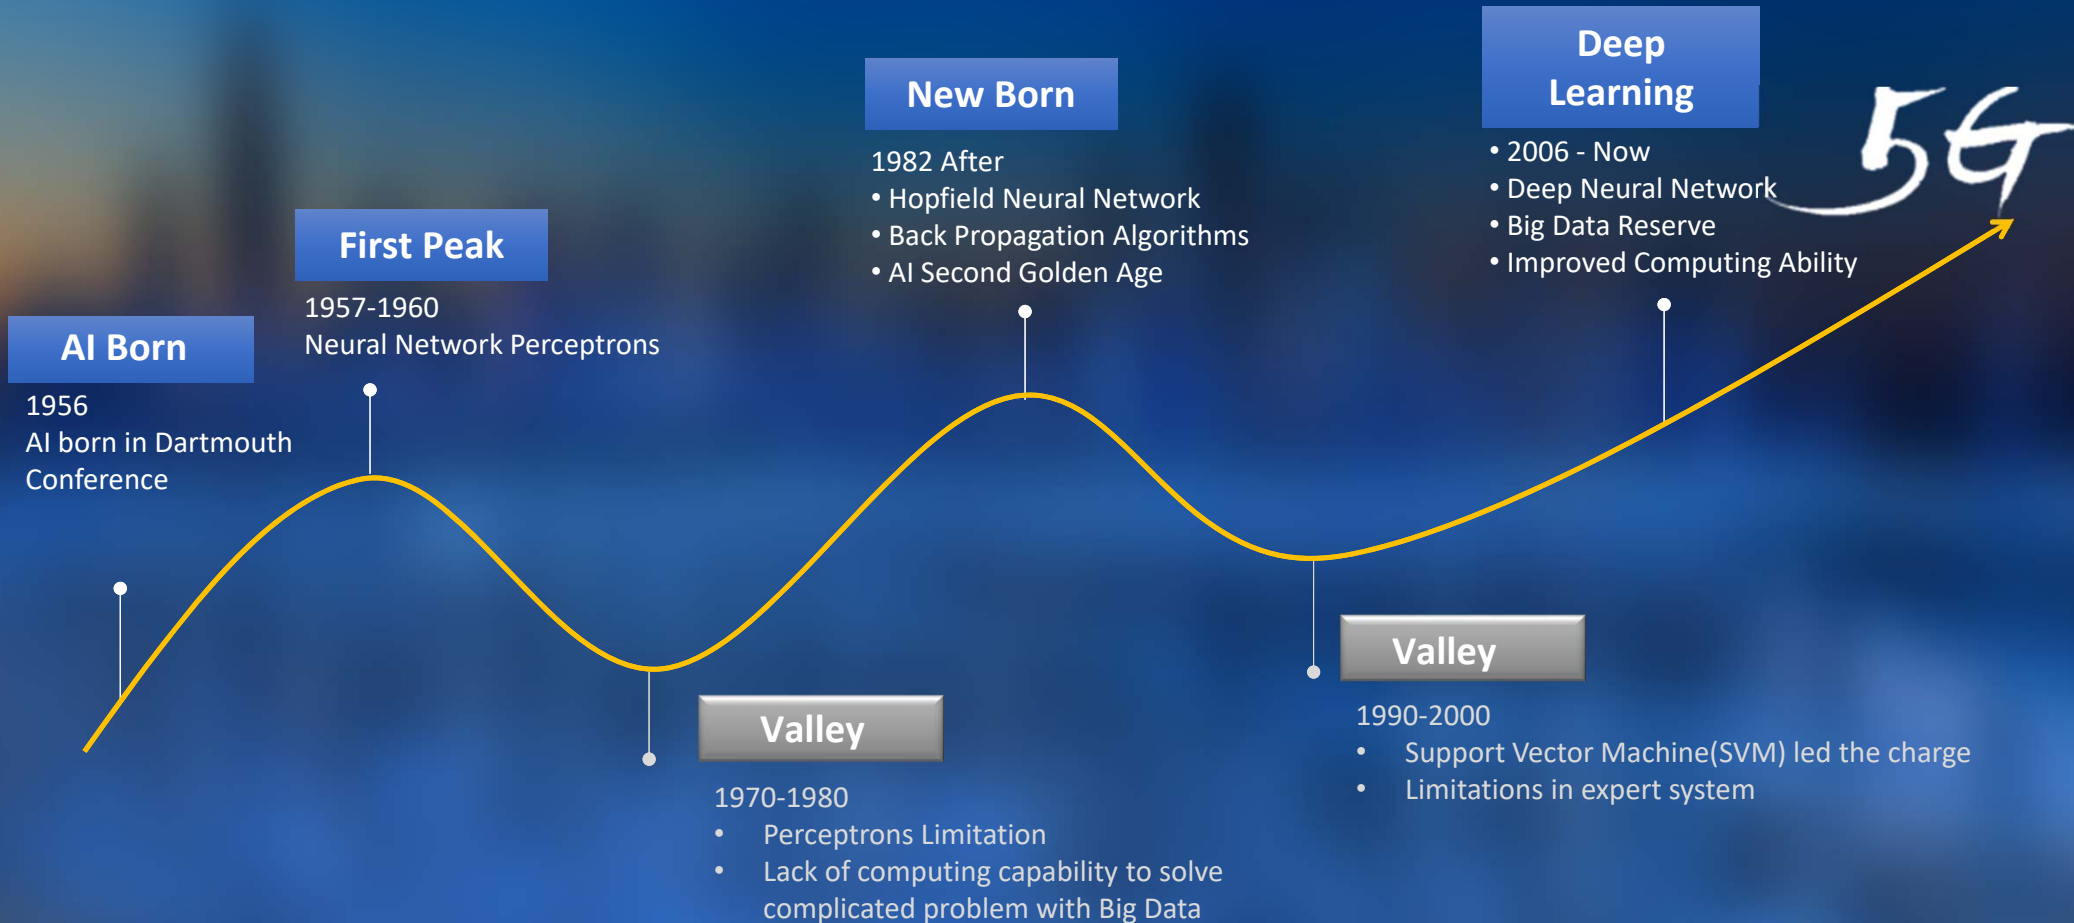 AI Born
1956
AI born in Dartmouth
Conference
First Peak
1957-1960
Neural Network Perceptrons
Valley
1970-1980
• Perceptrons Limitation
• Lack of computing capability to solve
complicated problem with Big Data
New Born
1982 After
• Hopfield Neural Network
• Back Propagation Algorithms
• AI Second Golden Age
Valley
1990-2000
• Support Vector Machine(SVM) led the charge
• Limitations in expert system
Deep
Learning
• 2006 - Now
• Deep Neural Network
• Big Data Reserve
• Improved Computing Ability
5G